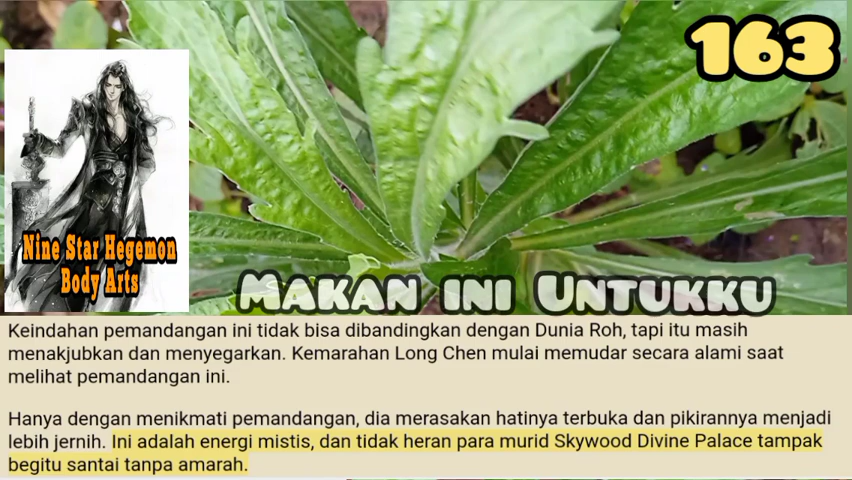 163
Nine Star Hegemon
Body Arts
Makan ini Untukku
Keindahan pemandangan ini tidak bisa dibandingkan dengan Dunia Roh, tapi itu masih
menakjubkan dan menyegarkan. Kemarahan Long Chen mulai memudar secara alami saat
melihat pemandangan ini.
Hanya dengan menikmati pemandangan, dia merasakan hatinya terbuka dan pikirannya menjadi
lebih jernih. Ini adalah energi mistis, dan tidak heran para murid Skywood Divine Palace tampak
begitu santai tanpa amarah.